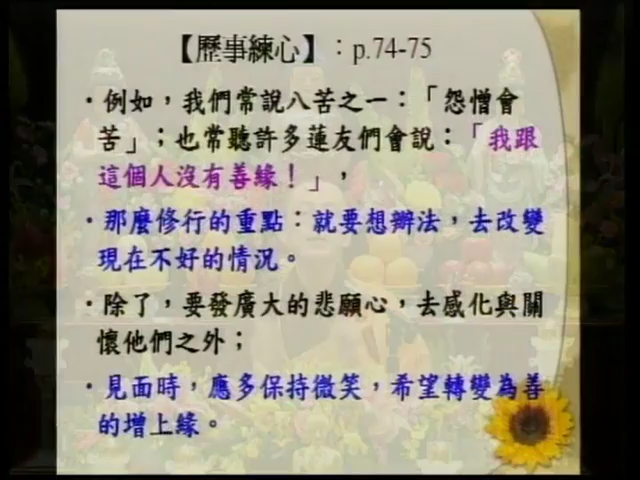 【歷事練心】：p.74-75
・例如，我們常說八苦之一：「怨憎會
苦」；也常聽許多蓮友們會說：「我跟
這個人沒有善緣！」，
・那麼修行的重點：就要想辦法，去改變
現在不好的情況。
・除了，要發廣大的悲願心，去感化與關
懷他們之外；
・見面時，應多保持微笑，希望轉變為善
的增上緣。